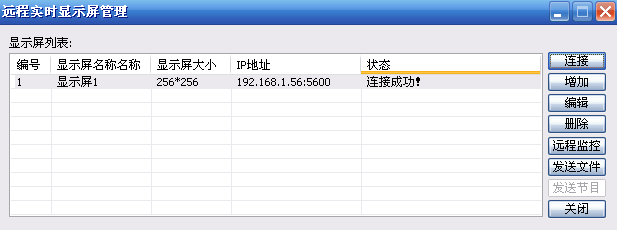 远程实时显示屏管理
显示屏列表:
编号 显示屏名称名称 显示屏大小 IP地址 状态
1 显示屏1 256*256 192.168.1.56:5600 连接成功!
连接
增加
编辑
删除
远程监控
发送文件
发送节目
关闭